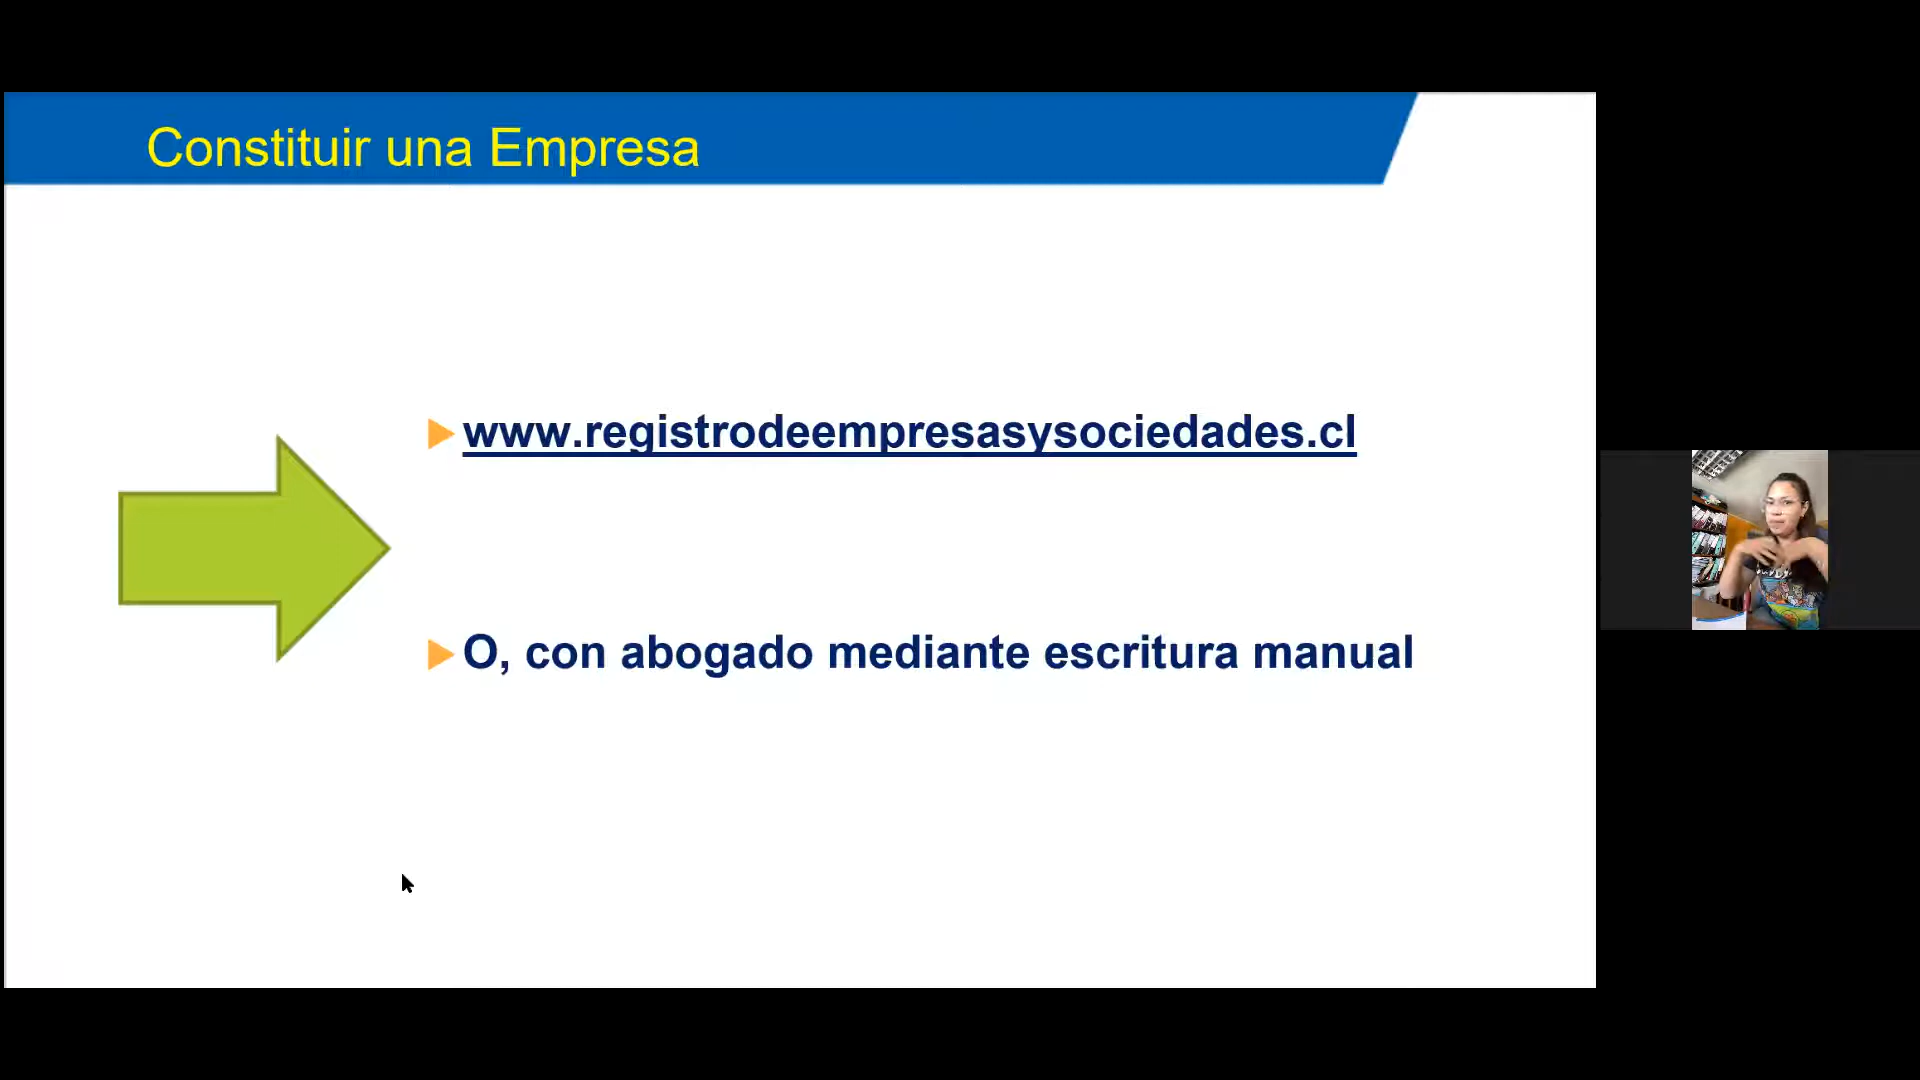 Constituir una Empresa
www.registrodeempresasysociedades.cl
O, con abogado mediante escritura manual